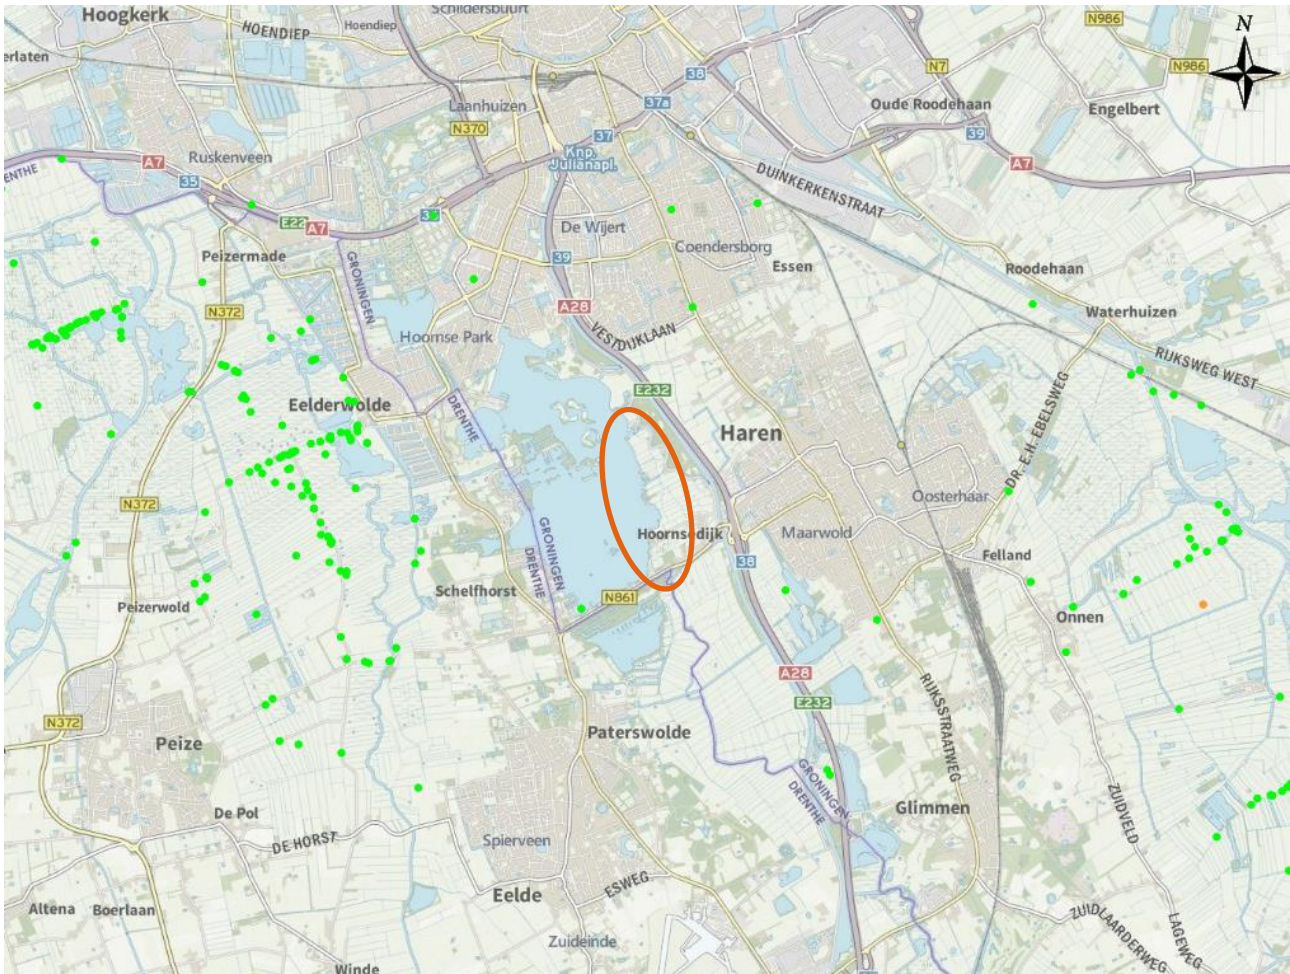 Hoogkerk
HOENDIEP
Hoendiep
Schildersbuurt
N986
N
erlaten
38
N7
N986
37a
Laanhuizen
Oude Roodehaan
Engelbert
N370
37
39
Knp.
Julianapl.
A7
Ruskenveen
A7
DRENTHE
35
DUINKERKENSTRAAT
E22
A7
De Wijert
Coendersborg
Peizermade
39
Essen
Roodehaan
GRONINGEN
N372
A28
Waterhuizen
Hoornse Park
VESTDIJKLAAN
RIJKSWEG WEST
E232
Eelderwolde
DRENTHE
Haren
DR. E.H. EBELSWEG
N372
Oosterhaar
GRONINGEN
DRENTHE
Hoornsedijk
Maarwold
38
Felland
Schelfhorst
Peizerwold
N861
Onnen
A28
E232
RIJKSSTRAATWEG
N372
Peize
Paterswolde
GRONINGEN
DRENTHE
Glimmen
ZUIDVELD
De Pol
DE HORST
Spierveen
Eelde
ESWEG
Altena
Boerlaan
ZUIDLAARDERWEG
LAGEWEG
Zuideinde
Winde